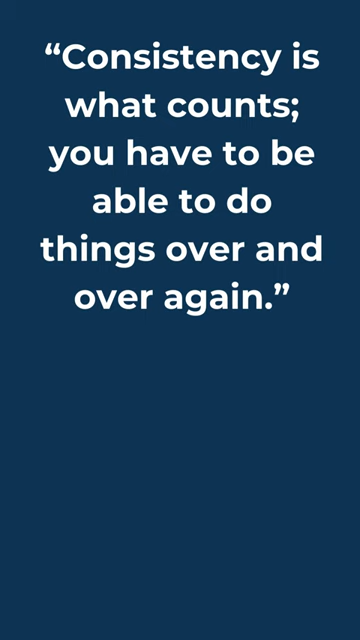 “Consistency is
what counts;
you have to be
able to do
things over and
over again.”